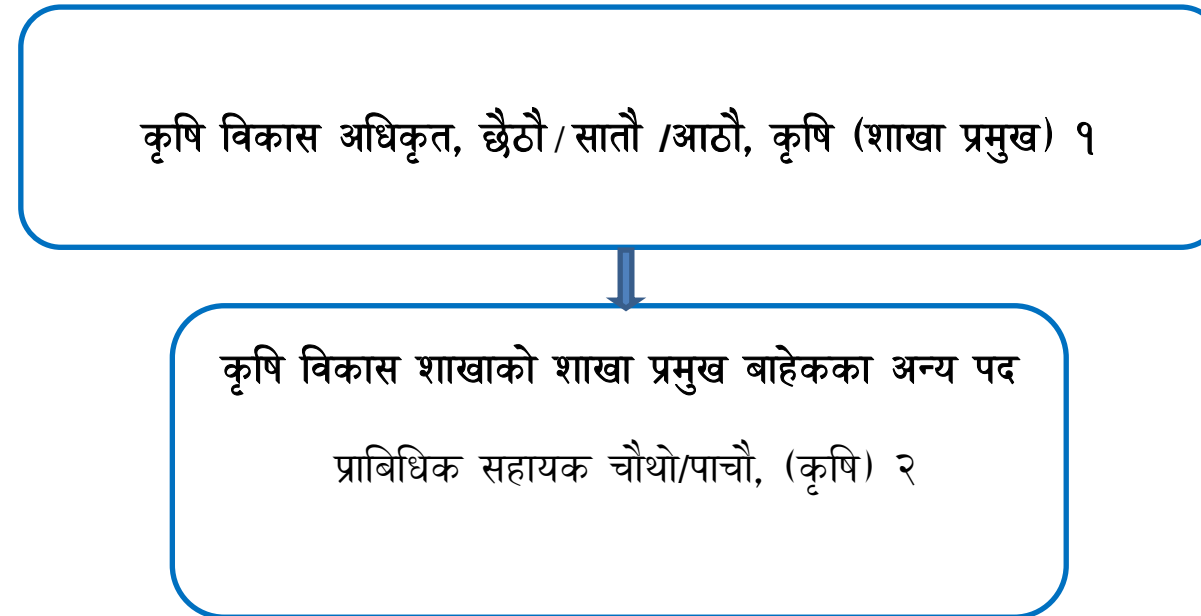 कृषि विकास अधिकृत, छैठौ/सातौ /आठौ, कृषि (शाखा प्रमुख) १
कृषि विकास शाखाको शाखा प्रमुख बाहेकका अन्य पद
प्राबिधिक सहायक चौथो/पाचौ, (कृषि) २